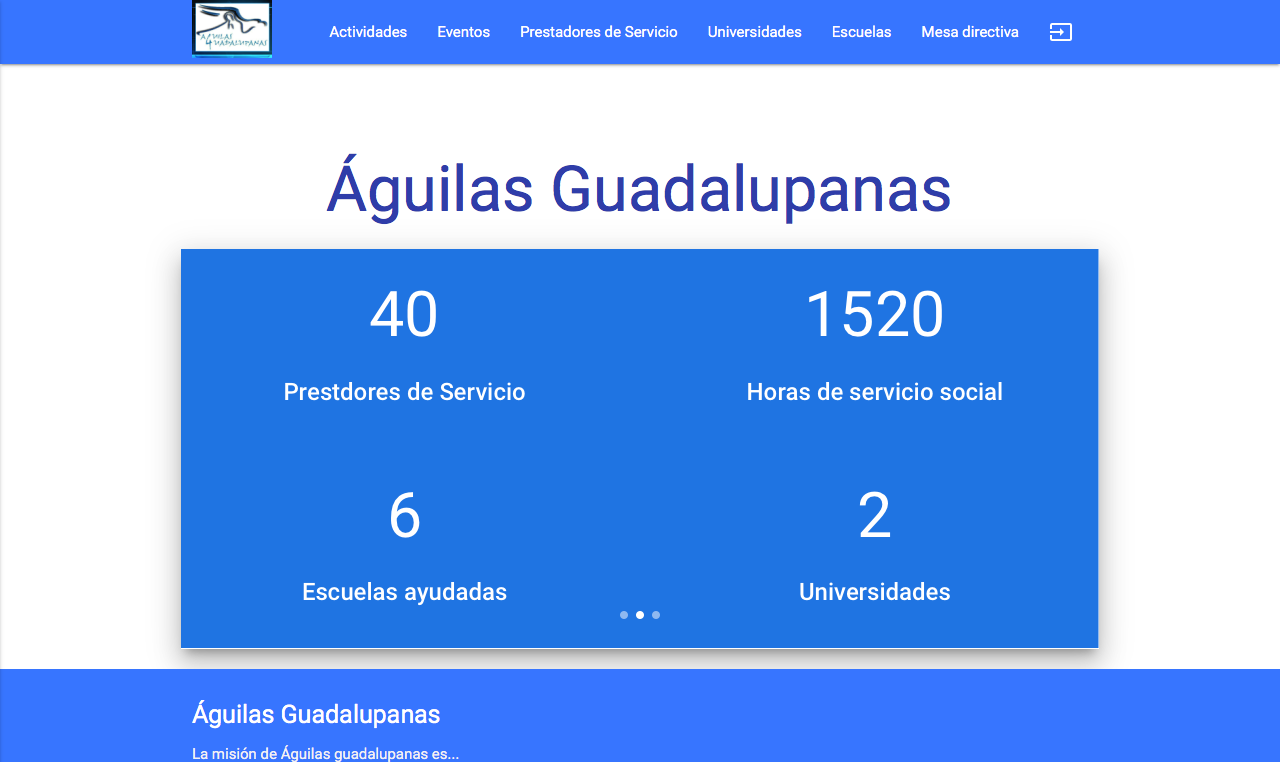 AGUILAS
GUADALUPANAS
Actividades Eventos Prestadores de Servicio Universidades Escuelas Mesa directiva
Águilas Guadalupanas
40 1520
Prestdores de Servicio Horas de servicio social
6 2
Escuelas ayudadas Universidades
Águilas Guadalupanas
La misión de Águilas guadalupanas es...